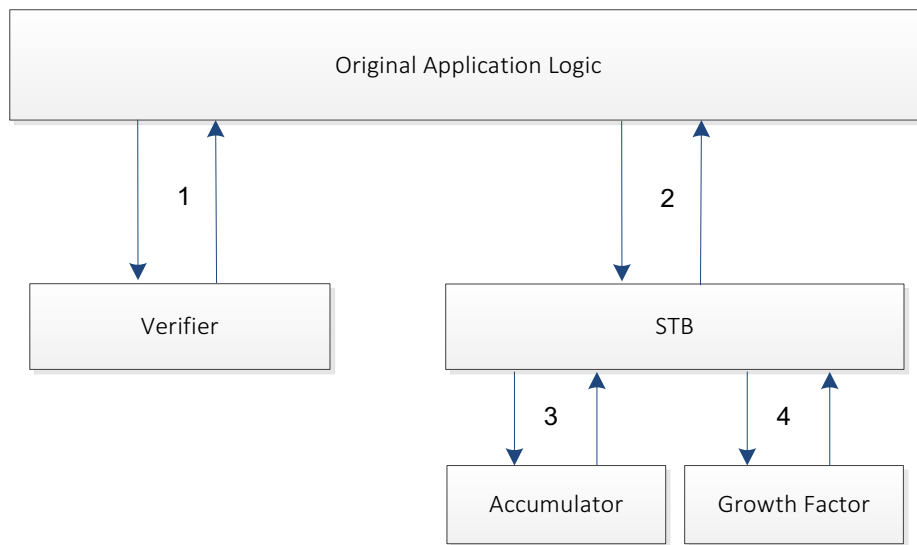 Original Application Logic
1
2
Verifier
STB
3
4
Accumulator
Growth Factor